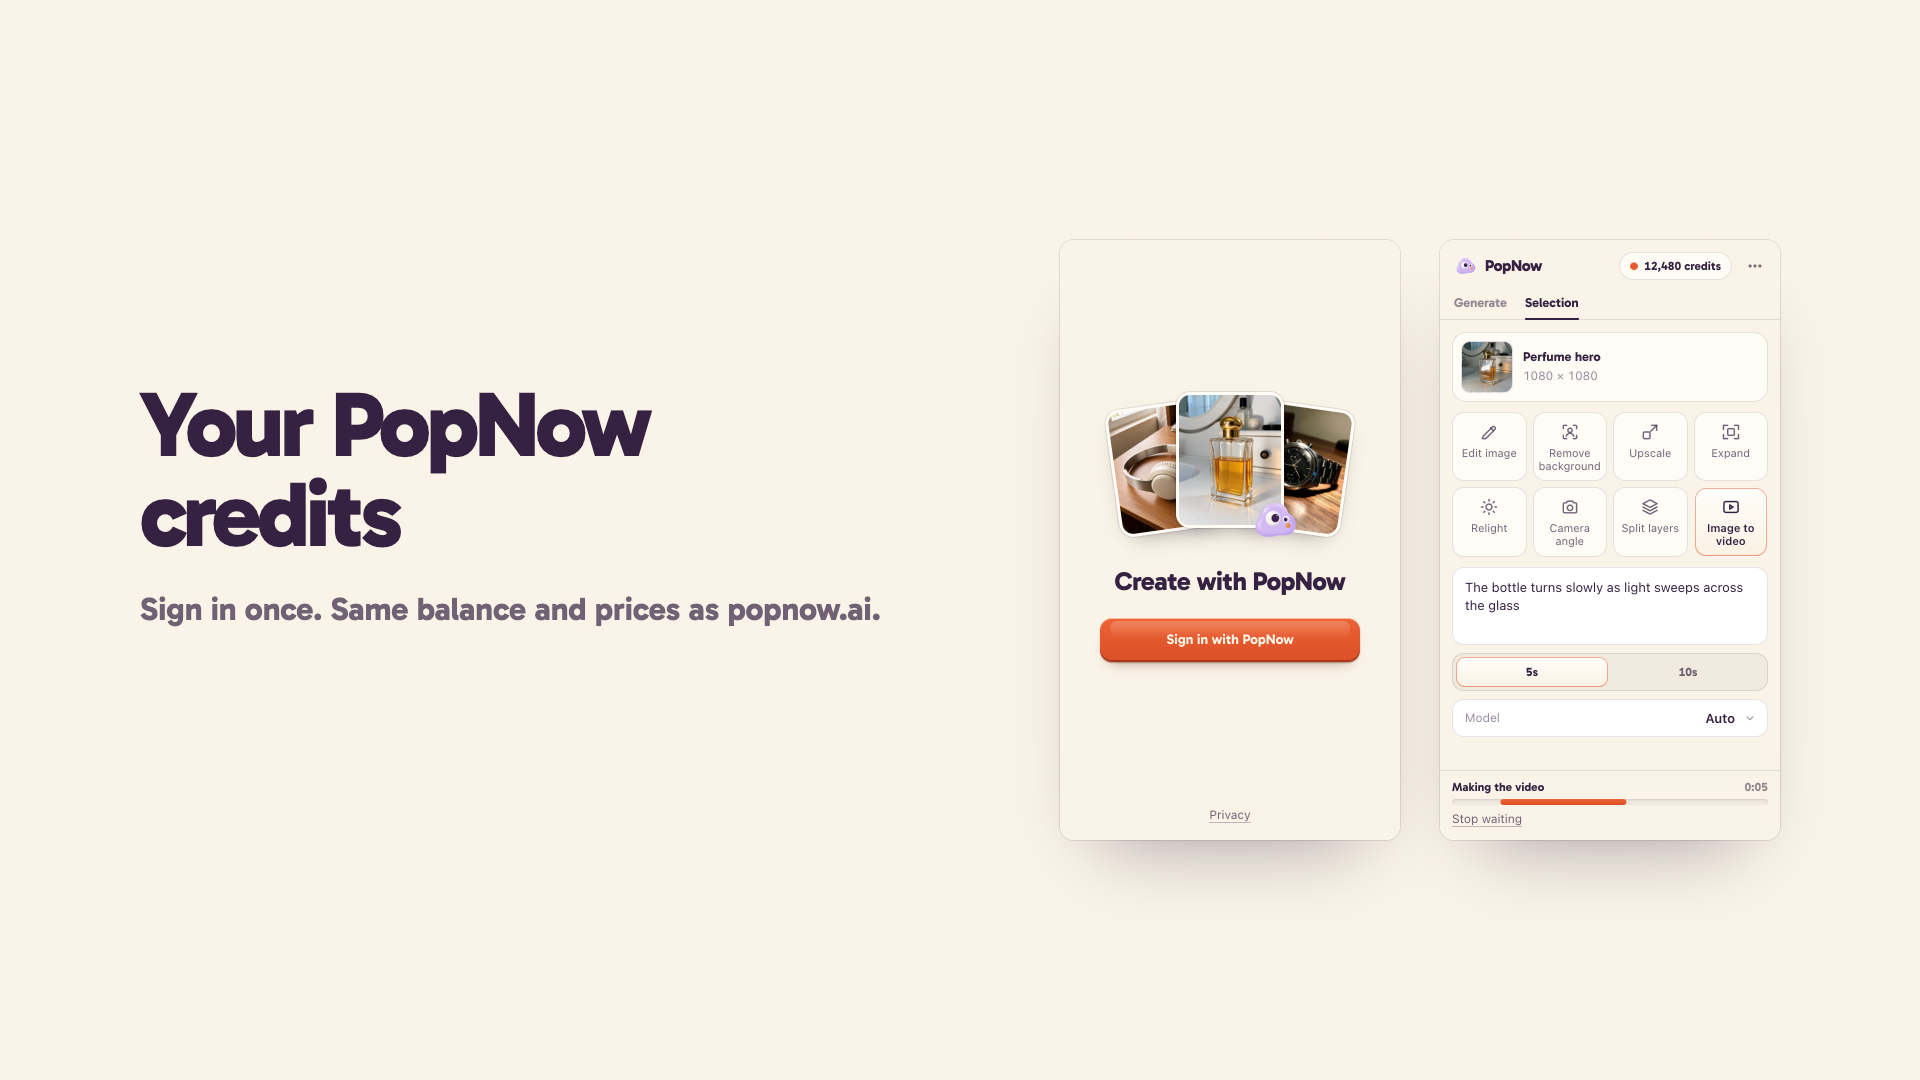 Your PopNow
credits
Sign in once. Same balance and prices as popnow.ai.
Create with PopNow
Sign in with PopNow
Privacy
PopNow
12,480 credits
Generate
Selection
Perfume hero
1080 × 1080
Edit image
Remove
background
Upscale
Expand
Relight
Camera
angle
Split layers
Image to
video
The bottle turns slowly as light sweeps across
the glass
5s
10s
Model
Auto
Making the video
0:05
Stop waiting